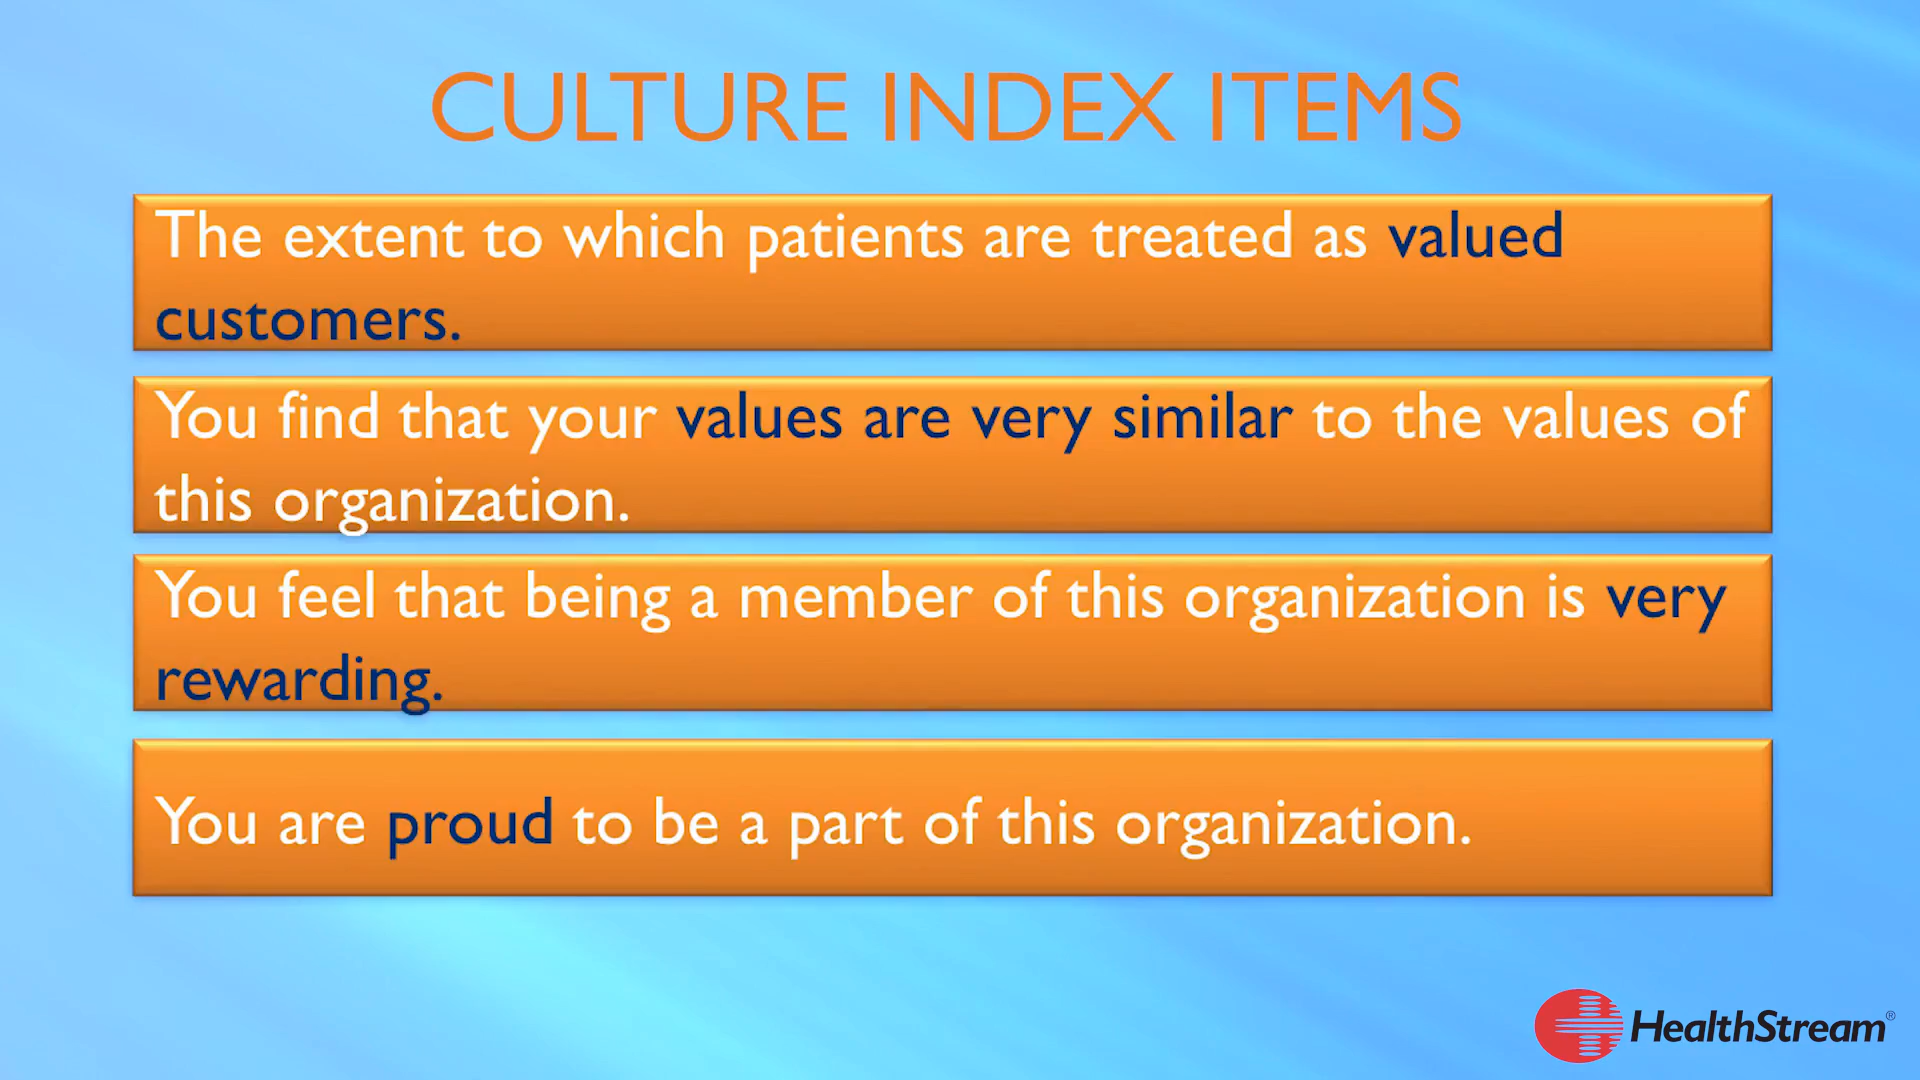 CULTURE INDEX ITEMS
The extent to which patients are treated as valued
customers.
You find that your values are very similar to the values of
this organization.
You feel that being a member of this organization is very
rewarding.
You are proud to be a part of this organization.
HealthStream®